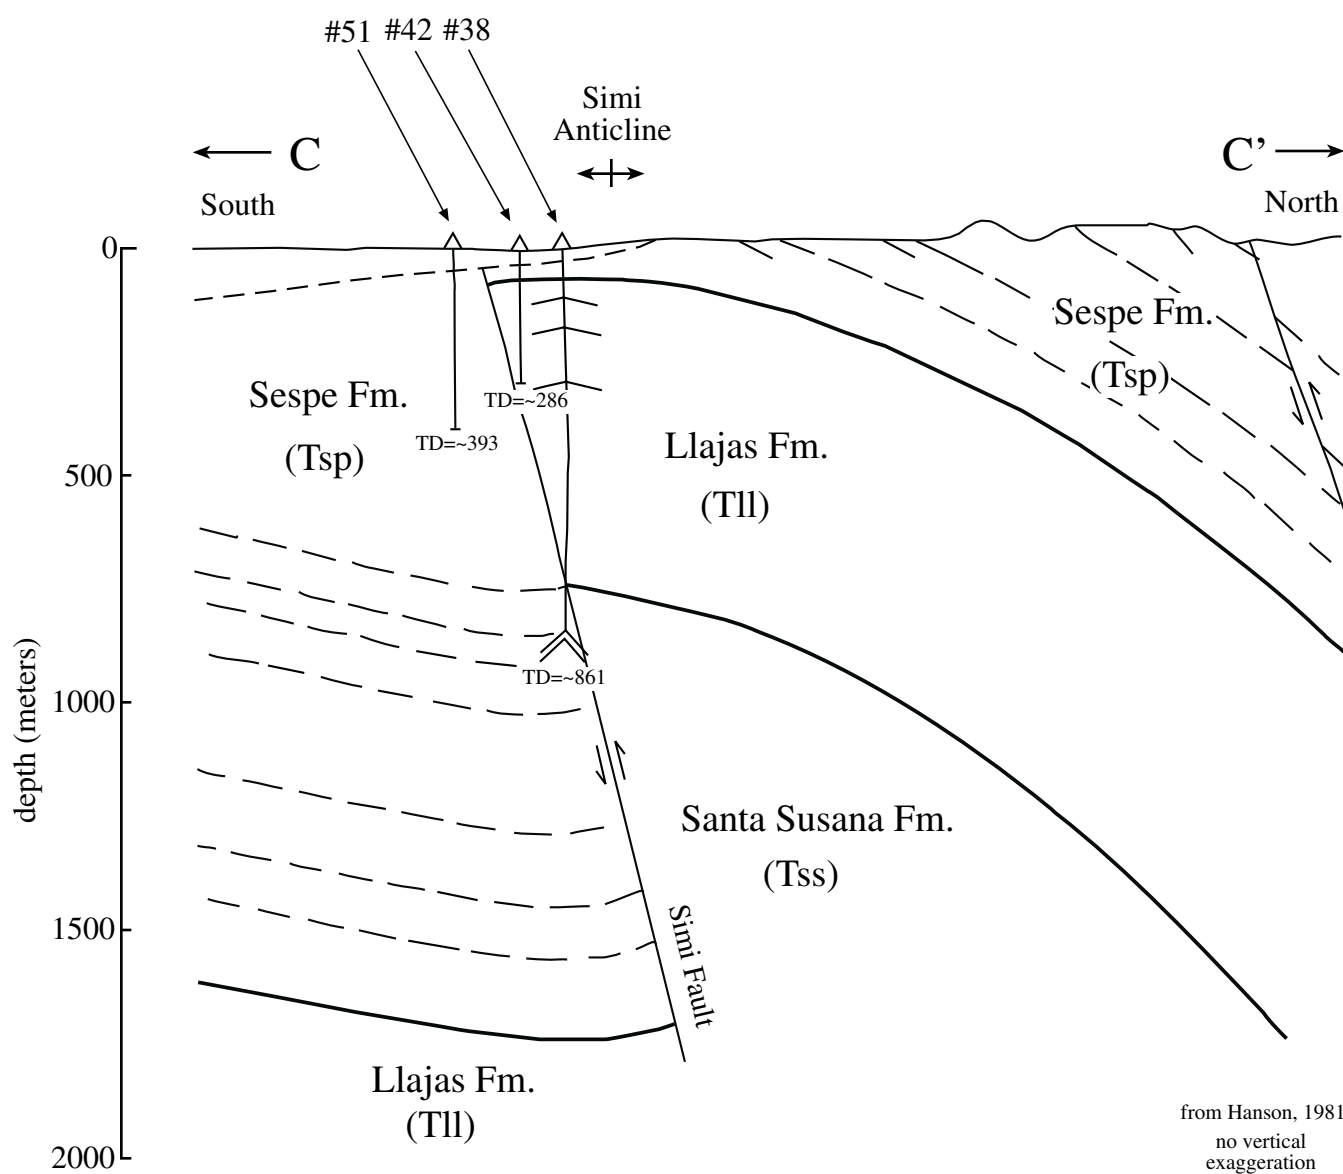 #51 #42 #38
Simi
Anticline
C
C’
South
North
0
Sespe Fm.
(Tsp)
Sespe Fm.
(Tsp)
TD=~286
TD=~393
Llajas Fm.
(Tll)
500
depth (meters)
TD=~861
1000
Santa Susana Fm.
(Tss)
Simi Fault
1500
Llajas Fm.
(Tll)
from Hanson, 1981
no vertical
exaggeration
2000